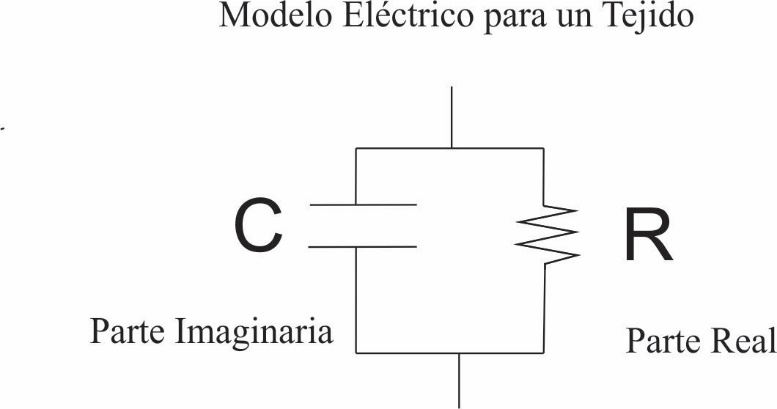 Modelo Eléctrico para un Tejido
C
R
Parte Imaginaria
Parte Real